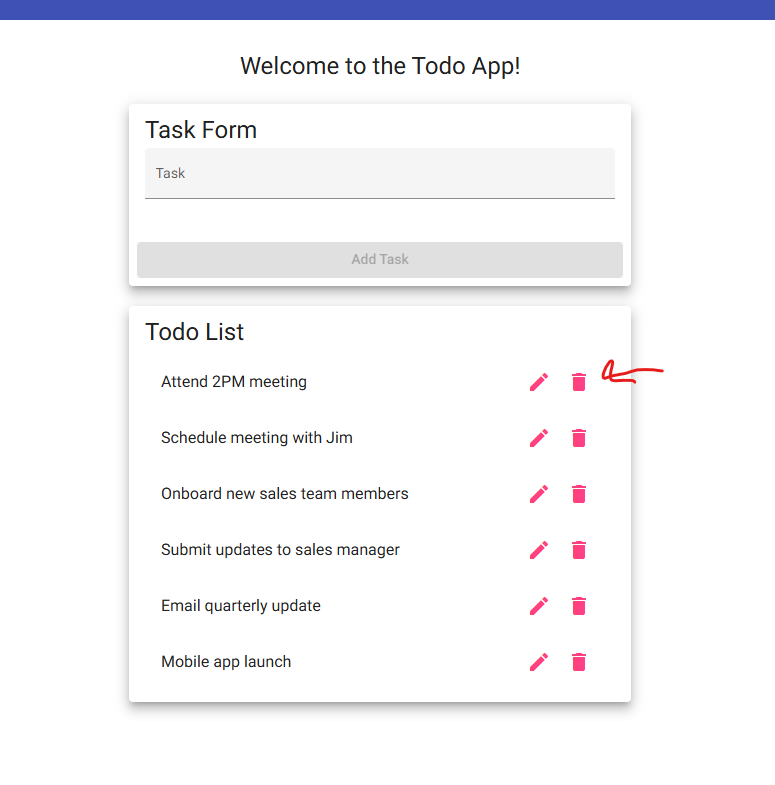 Welcome to the Todo App!
Task Form
Task
Add Task
Todo List
Attend 2PM meeting
Schedule meeting with Jim
Onboard new sales team members
Submit updates to sales manager
Email quarterly update
Mobile app launch